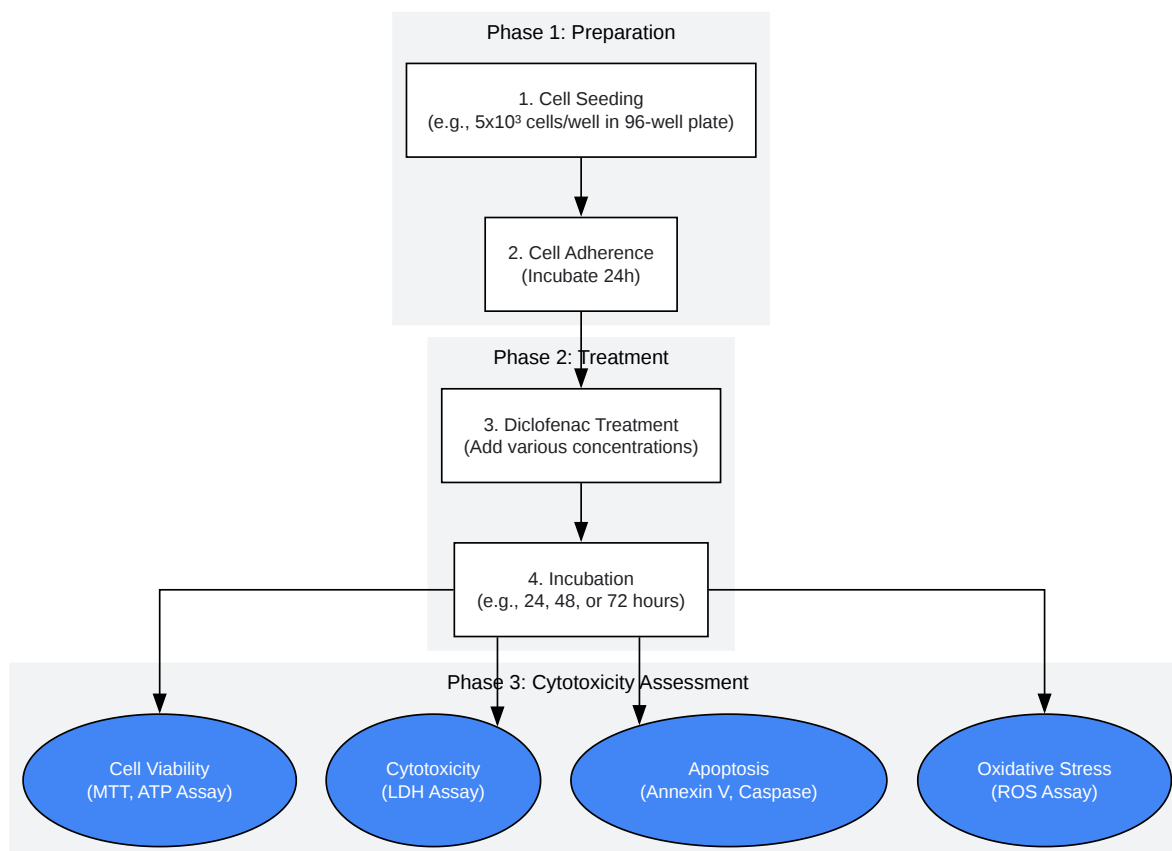 Phase 1: Preparation
1. Cell Seeding
(e.g., 5x10³ cells/well in 96-well plate)
2. Cell Adherence
(Incubate 24h)
Phase 2: Treatment
3. Diclofenac Treatment
(Add various concentrations)
4. Incubation
(e.g., 24, 48, or 72 hours)
Phase 3: Cytotoxicity Assessment
Cell Viability
(MTT, ATP Assay)
Cytotoxicity
(LDH Assay)
Apoptosis
(Annexin V, Caspase)
Oxidative Stress
(ROS Assay)